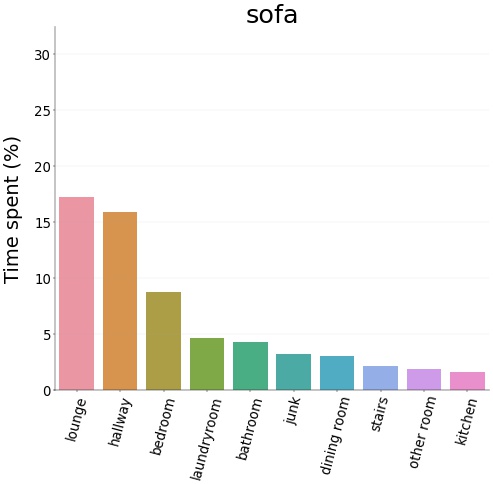 sofa
Time spent (%)
30
25
20
15
10
5
0
lounge
hallway
bedroom
laundryroom
bathroom
junk
dining room
stairs
other room
kitchen